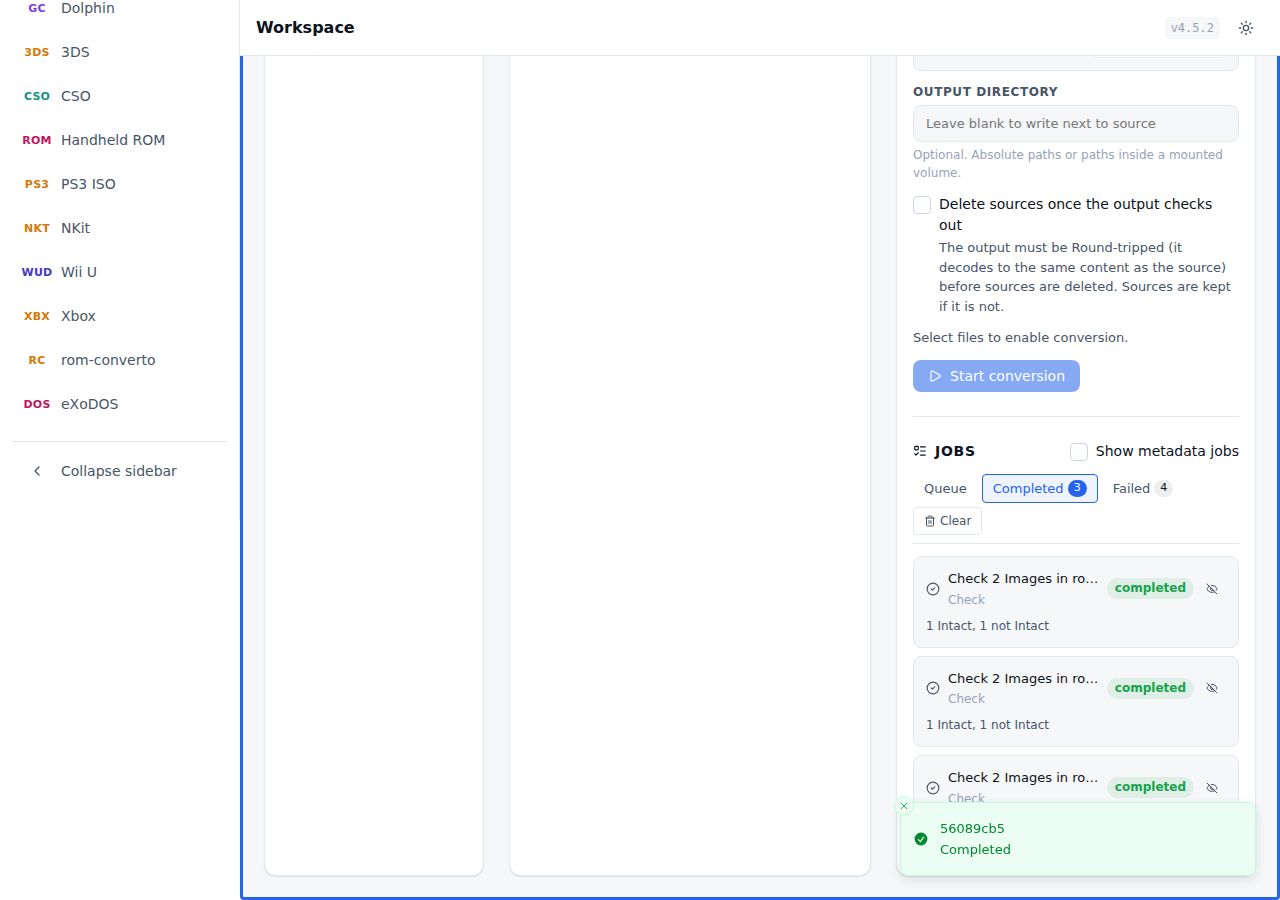 GC Dolphin
3DS 3DS
CSO CSO
ROM Handheld ROM
PS3 PS3 ISO
NKT NKit
WUD Wii U
XBX Xbox
RC rom-converto
DOS eXoDOS
Collapse sidebar
Workspace
v4.5.2
OUTPUT DIRECTORY
Leave blank to write next to source
Optional. Absolute paths or paths inside a mounted
volume.
Delete sources once the output checks
out
The output must be Round-tripped (it
decodes to the same content as the source)
before sources are deleted. Sources are kept
if it is not.
Select files to enable conversion.
Start conversion
JOBS Show metadata jobs
Queue Completed 3 Failed 4
Clear
Check 2 Images in ro… completed
Check
1 Intact, 1 not Intact
Check 2 Images in ro… completed
Check
1 Intact, 1 not Intact
Check 2 Images in ro… completed
Check
56089cb5
Completed